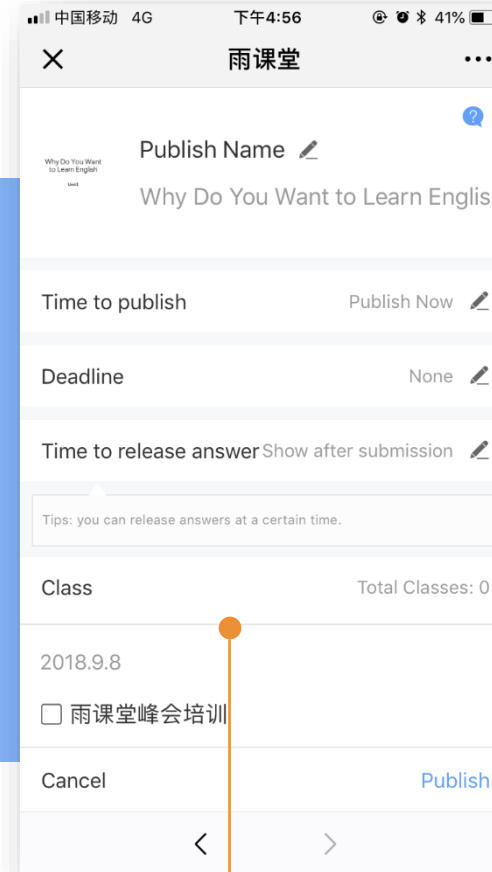 中国移动 4G 下午4:56 41%
雨课堂
Why Do You Want
to Learn English
Unit1
Publish Name
Why Do You Want to Learn Englis
Time to publish Publish Now
Deadline None
Time to release answer Show after submission
Tips: you can release answers at a certain time.
Class Total Classes: 0
2018.9.8
雨课堂峰会培训
Cancel Publish